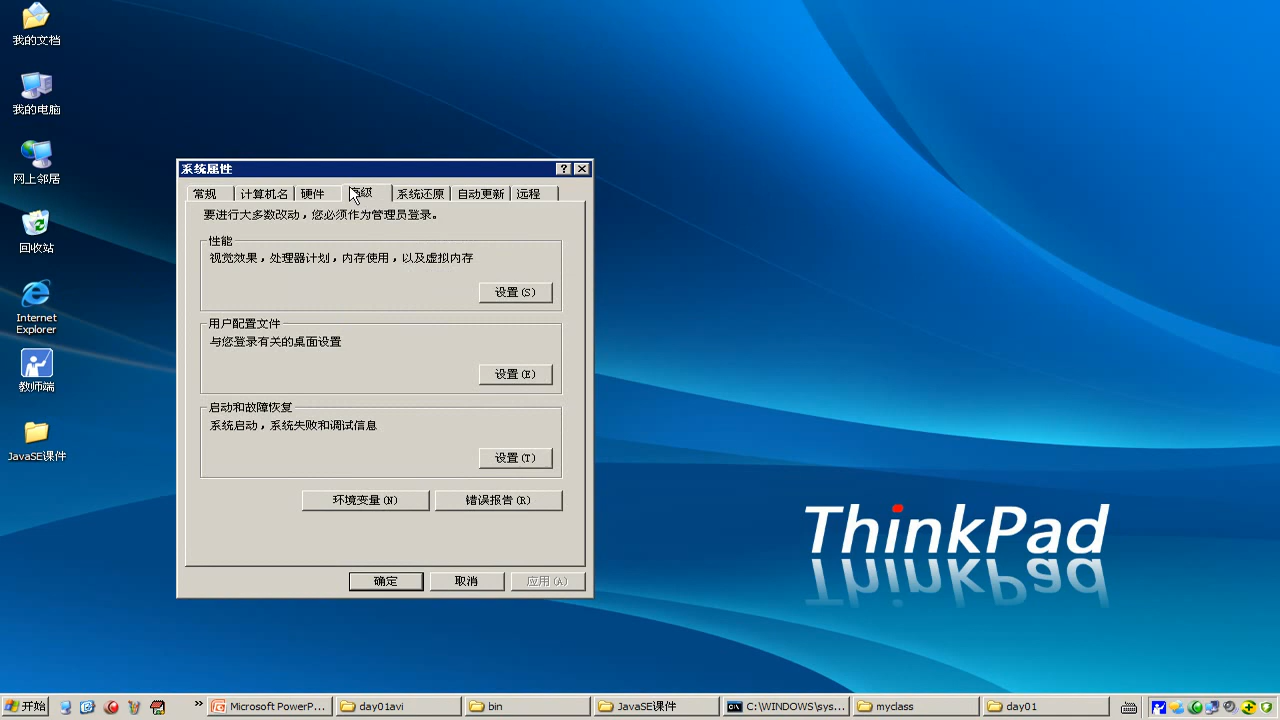 我的文档
我的电脑
网上邻居
回收站
Internet
Explorer
教师端
JavaSE课件
系统属性
常规
计算机名
硬件
高级
系统还原
自动更新
远程
要进行大多数改动，您必须作为管理员登录。
性能
视觉效果，处理器计划，内存使用，以及虚拟内存
设置(S)
用户配置文件
与您登录有关的桌面设置
设置(E)
启动和故障恢复
系统启动，系统失败和调试信息
设置(T)
环境变量(N)
错误报告(R)
确定
取消
应用(A)
ThinkPad
开始
Microsoft PowerP...
day01avi
bin
JavaSE课件
C:\WINDOWS\sys...
myclass
day01